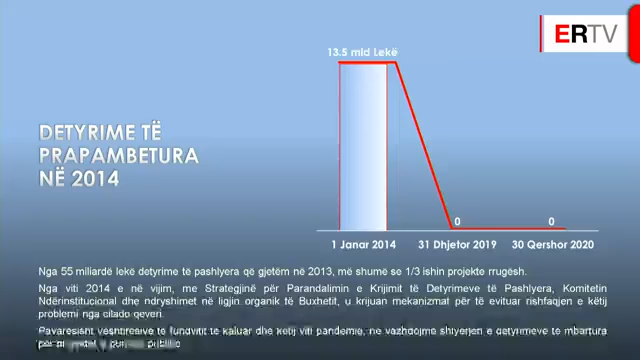 ERTV
13.5 mld Lekë
DETYRIME TË
PRAPAMBETURA
NË 2014
0
0
1 Janar 2014
31 Dhjetor 2019
30 Qershor 2020
Nga 55 miliardë lekë detyrime të pashlyera që gjetëm në 2013, më shumë se 1/3 ishin projekte rrugësh.
Nga viti 2014 e në vijim, me Strategjinë për Parandalimin e Krijimit të Detyrimeve të Pashlyera, Komitetin
Ndërinstitucional dhe ndryshimet në ligjin organik të Buxhetit, u krijuan mekanizmat për të evituar rishfaqjen e këtij
problemi nga cilado qeveri.
Pavarësisht vështirësive të fundvitit të kaluar dhe këtij viti pandemie, ne vazhdojmë shlyerjen e detyrimeve të mbartura